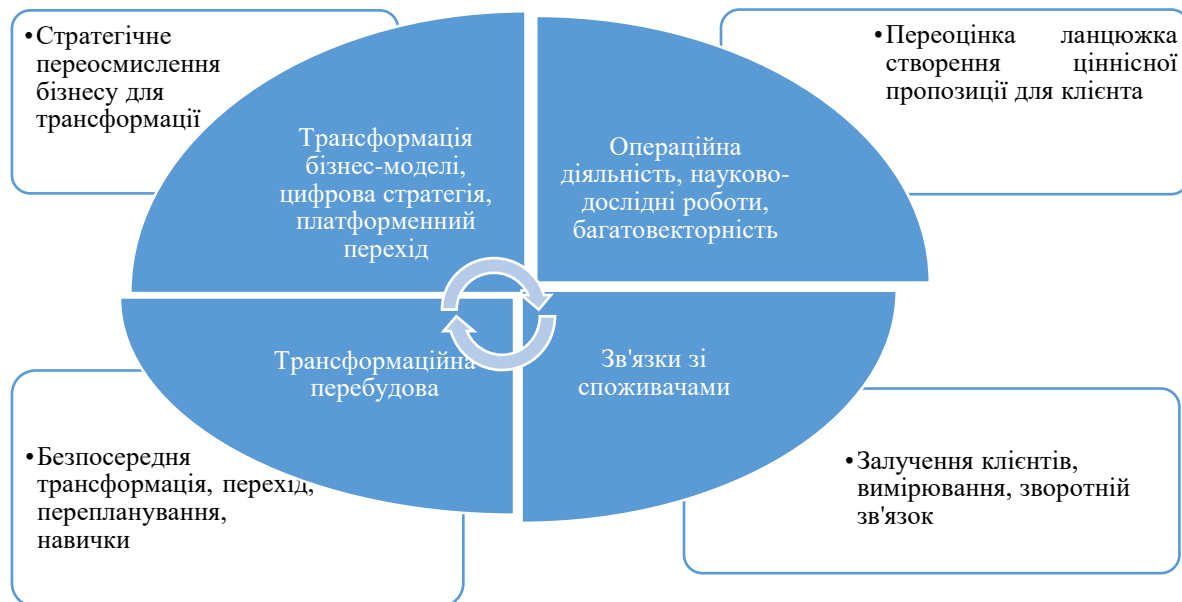 •Стратегічне
переосмислення
бізнесу для
трансформації
Трансформація
бізнес-моделі,
цифрова стратегія,
платформенний
перехід
Операційна
діяльність, науково-
дослідні роботи,
багатовекторність
•Переоцінка ланцюжка
створення ціннісної
пропозиції для клієнта
•Безпосередня
трансформація, перехід,
перепланування,
навички
Трансформаційна
перебудова
Зв'язки зі
споживачами
•Залучення клієнтів,
вимірювання, зворотній
зв'язок